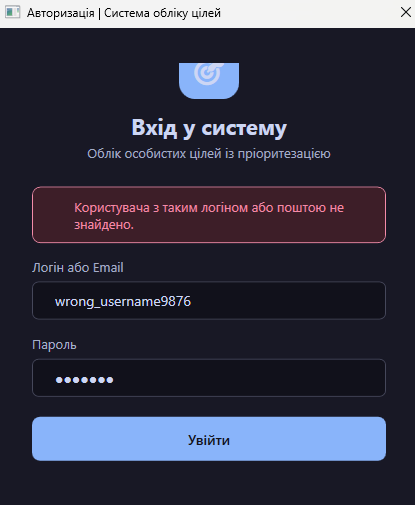 Авторизація | Система обліку цілей
Вхід у систему
Облік особистих цілей із пріоритезацією
Користувача з таким логіном або поштою не
знайдено.
Логін або Email
wrong_username9876
Пароль
●●●●●●●
Увійти